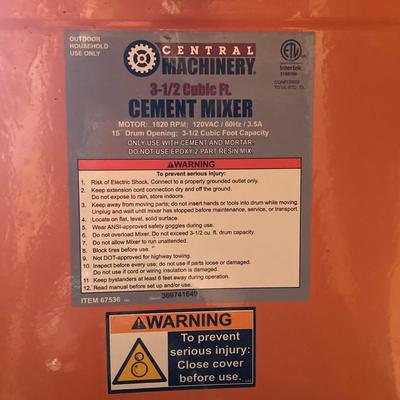 OUTDOOR
HOUSEHOLD
USE ONLY
CENTRAL
MACHINERY®
ETL
Intertek
CONFORMS
TO UL STD.
3-1/2 Cubic Ft.
CEMENT MIXER
MOTOR: 1820 RPM; 120VAC / 60Hz / 3.5A
15" Drum Opening; 3-1/2 Cubic Foot Capacity
ONLY USE WITH CEMENT AND MORTAR.
DO NOT USE EPOXY 2-PART RESIN MIX.
WARNING
To prevent serious injury:
1. Risk of Electric Shock. Connect to a properly grounded outlet only.
2. Keep extension cord connection dry and off the ground.
Do not expose to rain, store indoors.
3. Keep away from moving parts; do not insert hands or tools into drum while moving.
Unplug and wait until mixer has stopped before maintenance, service, or transport.
4. Locate on flat, level, solid surface.
5. Wear ANSI-approved safety goggles during use.
6. Do not overload Mixer. Do not exceed 3-1/2 cu. ft. drum capacity.
7. Do not allow Mixer to run unattended.
8. Block tires before use.
9. Not DOT-approved for highway towing.
10. Inspect before every use; do not use if parts loose or damaged.
Do not use if cord or wiring insulation is damaged.
11. Keep bystanders at least 6 feet away during operation.
12. Read manual before set up and/or use.
ITEM 67536
369741649
WARNING
To prevent
serious injury:
Close cover
before use.